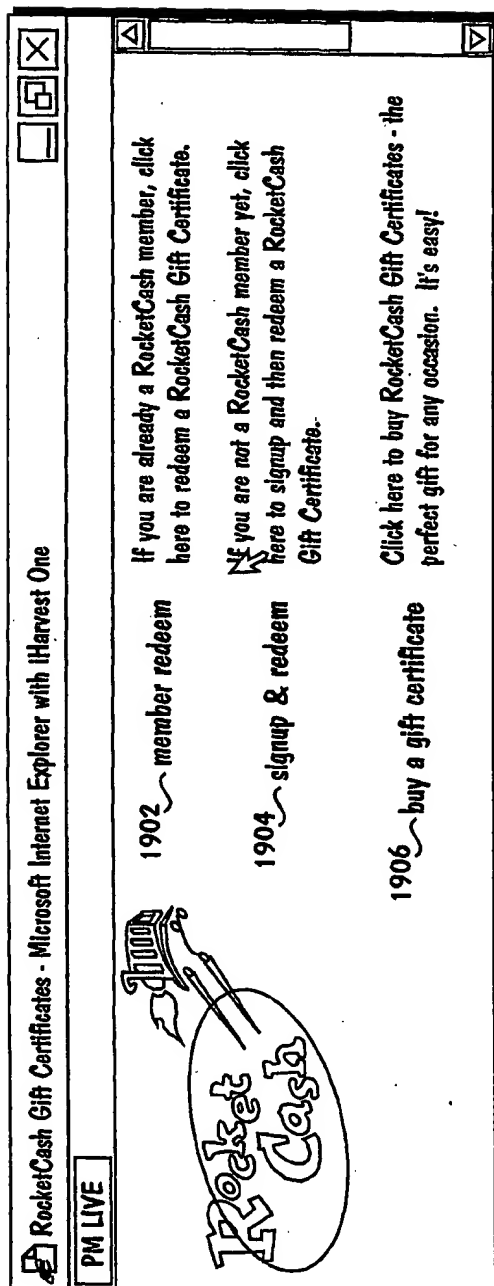 RocketCash Gift Certificates - Microsoft Internet Explorer with iHarvest One
PM LIVE
Rocket
Cash
1902 member redeem
If you are already a RocketCash member, click
here to redeem a RocketCash Gift Certificate.
1904 signup & redeem
If you are not a RocketCash member yet, click
here to signup and then redeem a RocketCash
Gift Certificate.
1906 buy a gift certificate
Click here to buy RocketCash Gift Certificates - the
perfect gift for any occasion. It's easy!